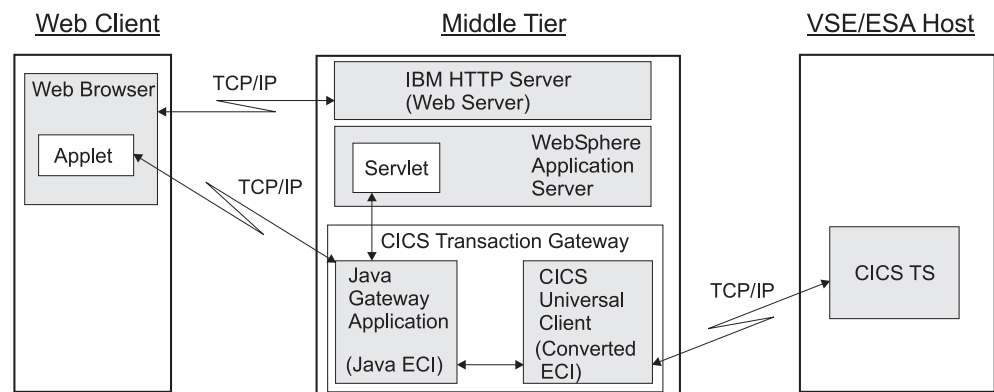 Web Client
Middle Tier
VSE/ESA Host
Web Browser
Applet
TCP/IP
TCP/IP
IBM HTTP Server
(Web Server)
Servlet
WebSphere
Application
Server
CICS Transaction Gateway
Java
Gateway
Application
(Java ECI)
CICS
Universal
Client
(Converted
ECI)
TCP/IP
CICS TS